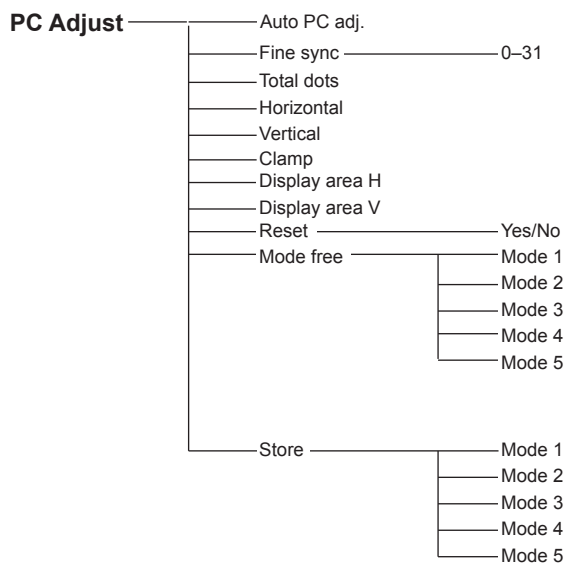 PC Adjust Auto PC adj.
Fine sync 0–31
Total dots
Horizontal
Vertical
Clamp
Display area H
Display area V
Reset Yes/No
Mode free Mode 1
Mode 2
Mode 3
Mode 4
Mode 5
Store Mode 1
Mode 2
Mode 3
Mode 4
Mode 5